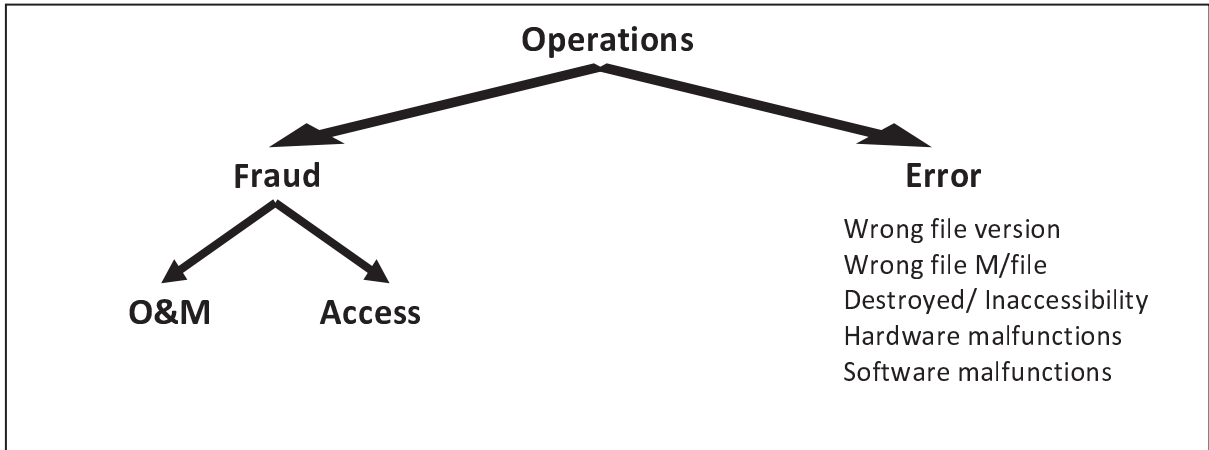 Operations
Fraud
Error
O&M
Access
Wrong file version
Wrong file M/file
Destroyed/ Inaccessibility
Hardware malfunctions
Software malfunctions